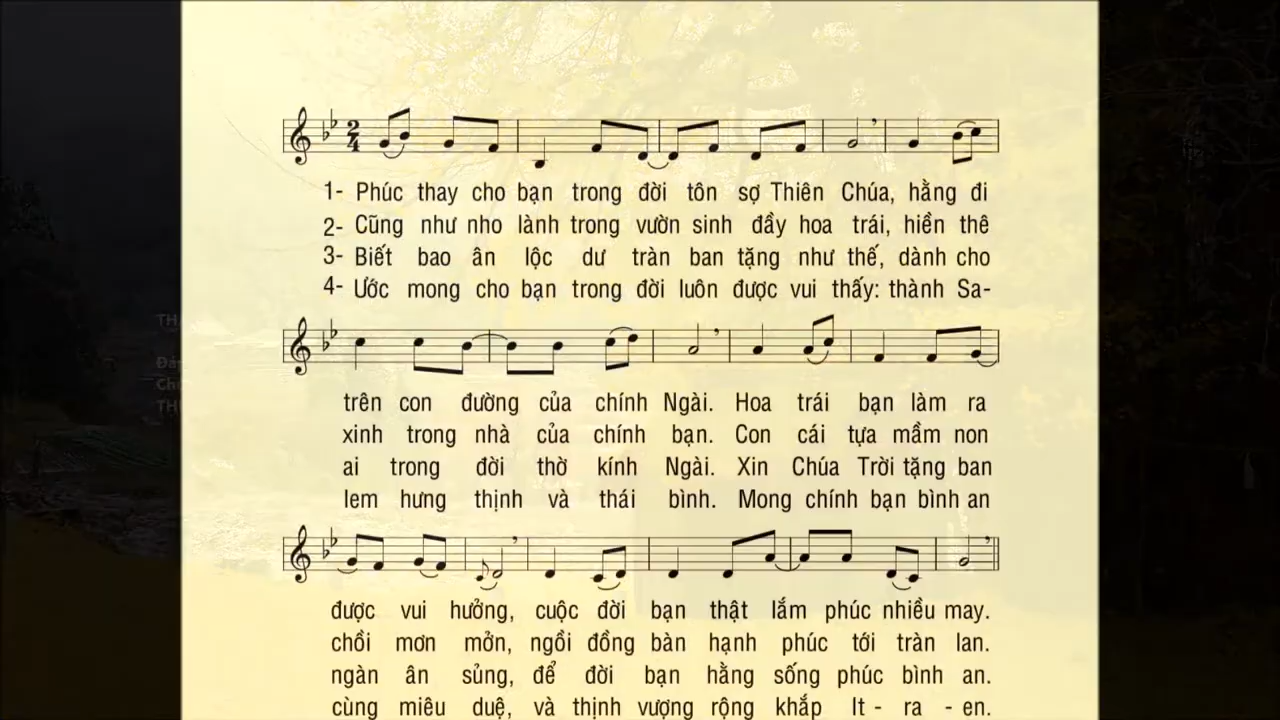 1- Phúc thay cho bạn trong đời tôn sợ Thiên Chúa, hằng đi
2- Cũng như nho lành trong vườn sinh đầy hoa trái, hiền thê
3- Biết bao ân lộc dư tràn ban tặng như thế, dành cho
4- Ước mong cho bạn trong đời luôn được vui thấy: thành Sa-
trên con đường của chính Ngài. Hoa trái bạn làm ra
xinh trong nhà của chính bạn. Con cái tựa mầm non
ai trong đời thờ kính Ngài. Xin Chúa Trời tặng ban
lem hưng thịnh và thái bình. Mong chính bạn bình an
được vui hưởng, cuộc đời bạn thật lắm phúc nhiều may.
chồi mơn mởn, ngồi đồng bàn hạnh phúc tới tràn lan.
ngàn ân sủng, để đời bạn hằng sống phúc bình an.
cùng miêu duệ, và thịnh vượng rộng khắp It - ra - en.